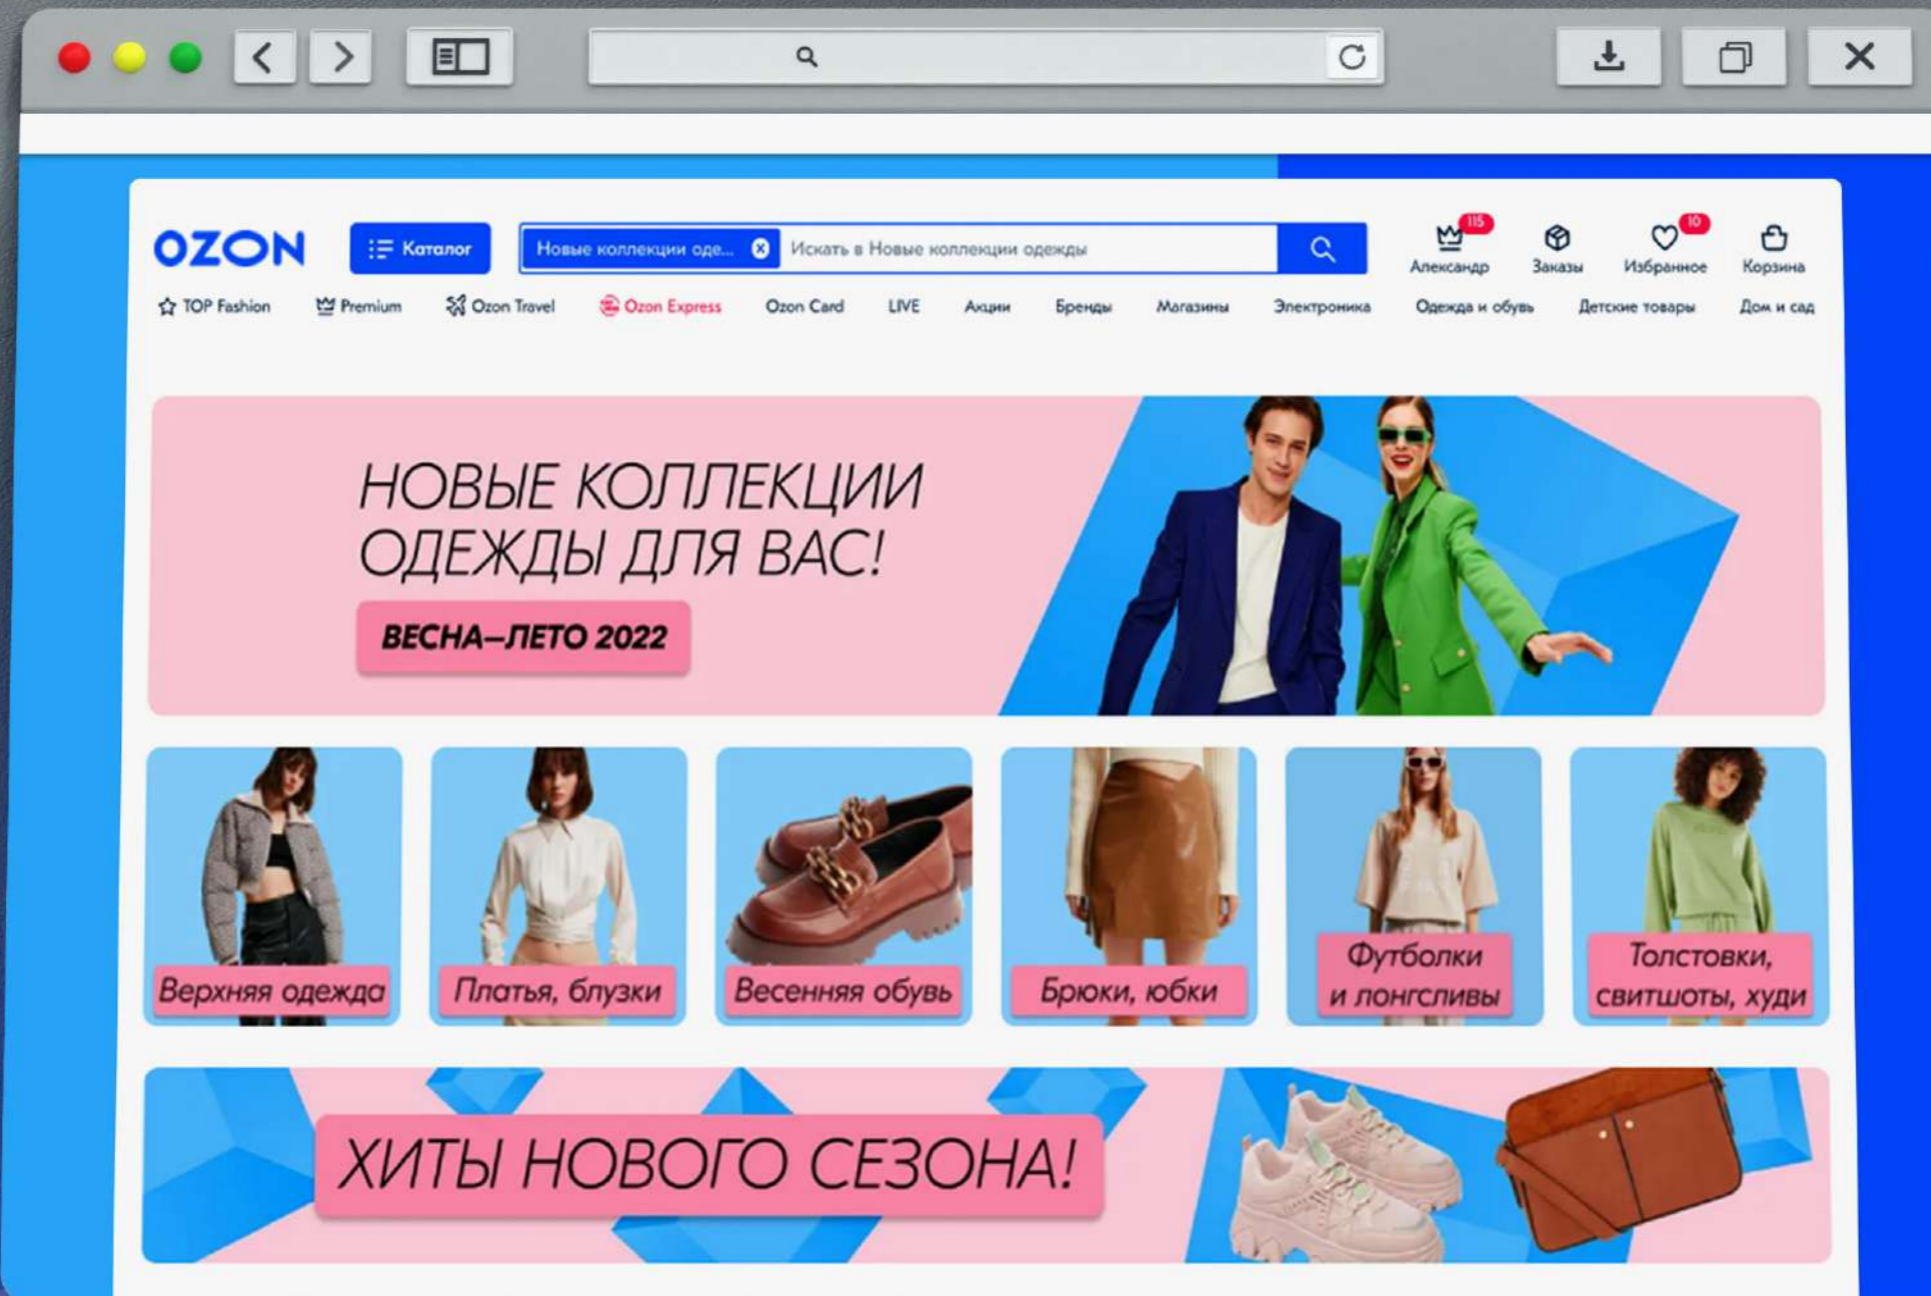 OZON
Каталог
Новые коллекции оде...
Искать в Новые коллекции одежды
115
Александр
Заказы
10
Избранное
Корзина
TOP Fashion
Premium
Ozon Travel
Ozon Express
Ozon Card
LIVE
Акции
Бренды
Магазины
Электроника
Одежда и обувь
Детские товары
Дом и сад
НОВЫЕ КОЛЛЕКЦИИ
ОДЕЖДЫ ДЛЯ ВАС!
ВЕСНА–ЛЕТО 2022
Верхняя одежда
Платья, блузки
Весенняя обувь
Брюки, юбки
Футболки
и лонгсливы
Толстовки,
свитшоты, худи
ХИТЫ НОВОГО СЕЗОНА!